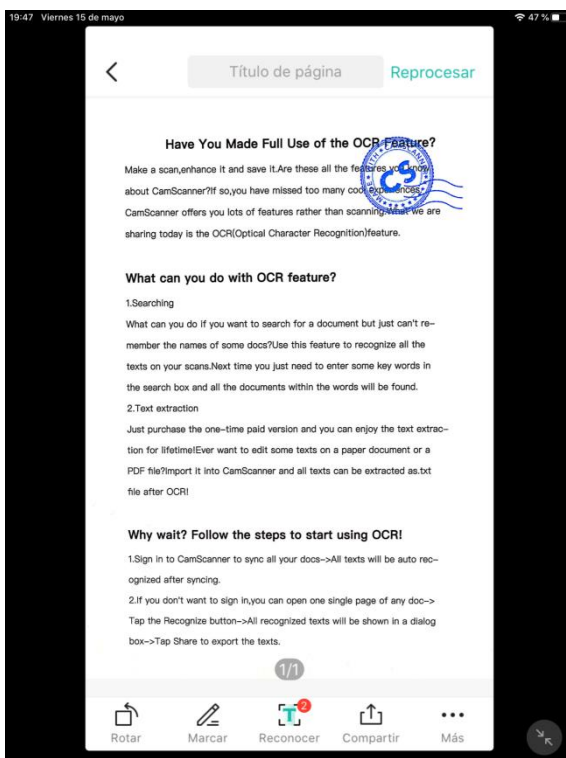 19:47 Viernes 15 de mayo
47 %
Título de página
Reprocesar
Have You Made Full Use of the OCR Feature?
Make a scan,enhance it and save it.Are these all the features you know
about CamScanner?If so,you have missed too many cool experiences.
CamScanner offers you lots of features rather than scanning.What we are
sharing today is the OCR(Optical Character Recognition)feature.
MADE WITH CAMSCANNER
CS
What can you do with OCR feature?
1.Searching
What can you do if you want to search for a document but just can't re-
member the names of some docs?Use this feature to recognize all the
texts on your scans.Next time you just need to enter some key words in
the search box and all the documents within the words will be found.
2.Text extraction
Just purchase the one-time paid version and you can enjoy the text extrac-
tion for lifetime!Ever want to edit some texts on a paper document or a
PDF file?Import it into CamScanner and all texts can be extracted as.txt
file after OCR!
Why wait? Follow the steps to start using OCR!
1.Sign in to CamScanner to sync all your docs->All texts will be auto rec-
ognized after syncing.
2.If you don't want to sign in,you can open one single page of any doc->
Tap the Recognize button->All recognized texts will be shown in a dialog
box->Tap Share to export the texts.
1/1
T 2
Rotar Marcar Reconocer Compartir Más